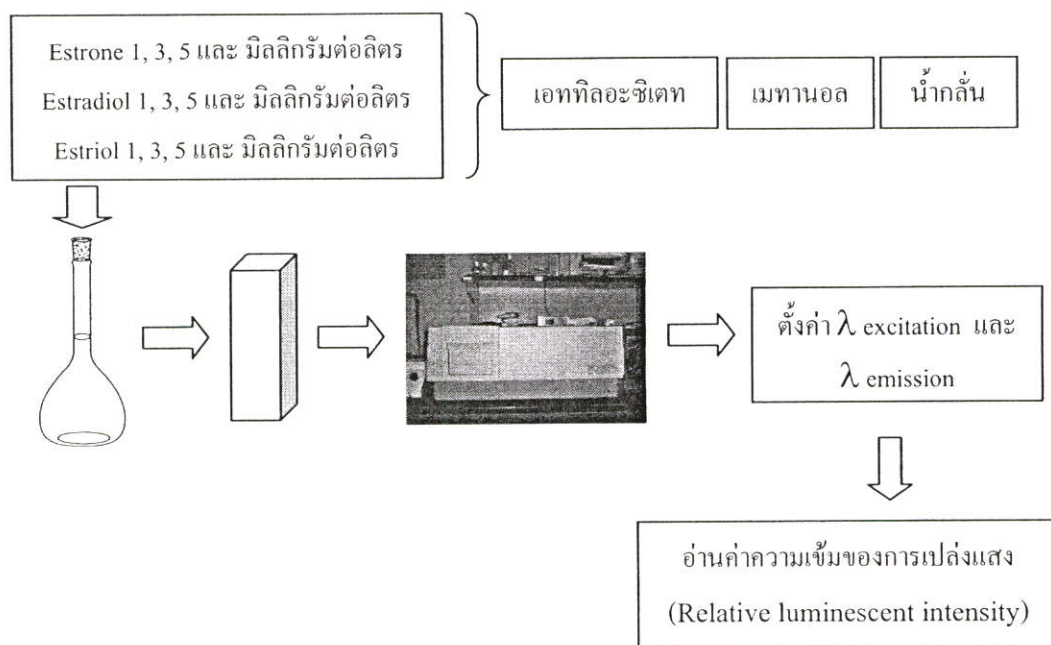 Estrone 1, 3, 5 และ มิลลิกรัมต่อลิตร
Estradiol 1, 3, 5 และ มิลลิกรัมต่อลิตร
Estriol 1, 3, 5 และ มิลลิกรัมต่อลิตร
เอททิลอะซิเตท
เมทานอล
น้ำกลั่น
ตั้งค่า λ excitation และ
λ emission
อ่านค่าความเข้มของการเปล่งแสง
(Relative luminescent intensity)